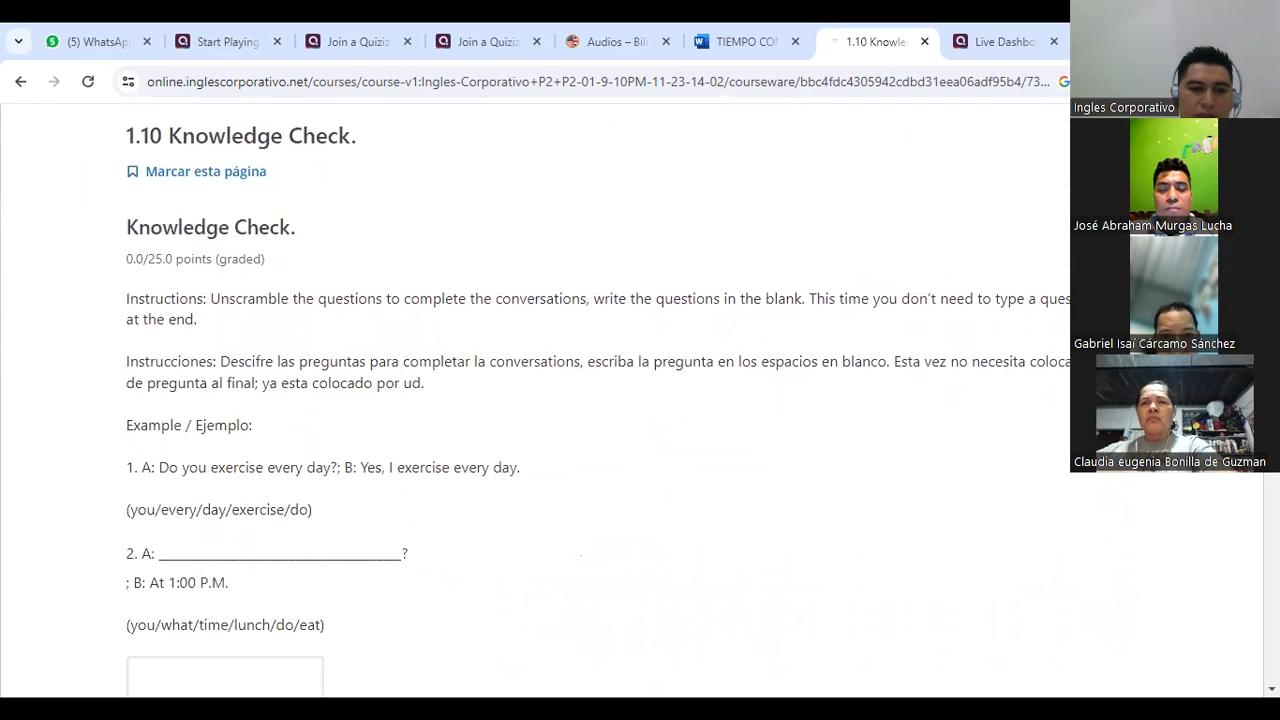 (5) WhatsAp
Start Playing
Join a Quiziz
Join a Quiziz
Audios – Bili
TIEMPO COM
1.10 Knowle
Live Dashbo
online.inglescorporativo.net/courses/course-v1:Ingles-Corporativo+P2+P2-01-9-10PM-11-23-14-02/courseware/bbc4fdc4305942cdbd31eea06adf95b4/73...
1.10 Knowledge Check.
Marcar esta página
Knowledge Check.
0.0/25.0 points (graded)
Instructions: Unscramble the questions to complete the conversations, write the questions in the blank. This time you don't need to type a ques
at the end.
Instrucciones: Descifre las preguntas para completar la conversations, escriba la pregunta en los espacios en blanco. Esta vez no necesita coloca
de pregunta al final; ya esta colocado por ud.
Example / Ejemplo:
1. A: Do you exercise every day?; B: Yes, I exercise every day.
(you/every/day/exercise/do)
2. A: ________________________________?
; B: At 1:00 P.M.
(you/what/time/lunch/do/eat)
Ingles Corporativo
José Abraham Murgas Lucha
Gabriel Isaí Cárcamo Sánchez
Claudia eugenia Bonilla de Guzman